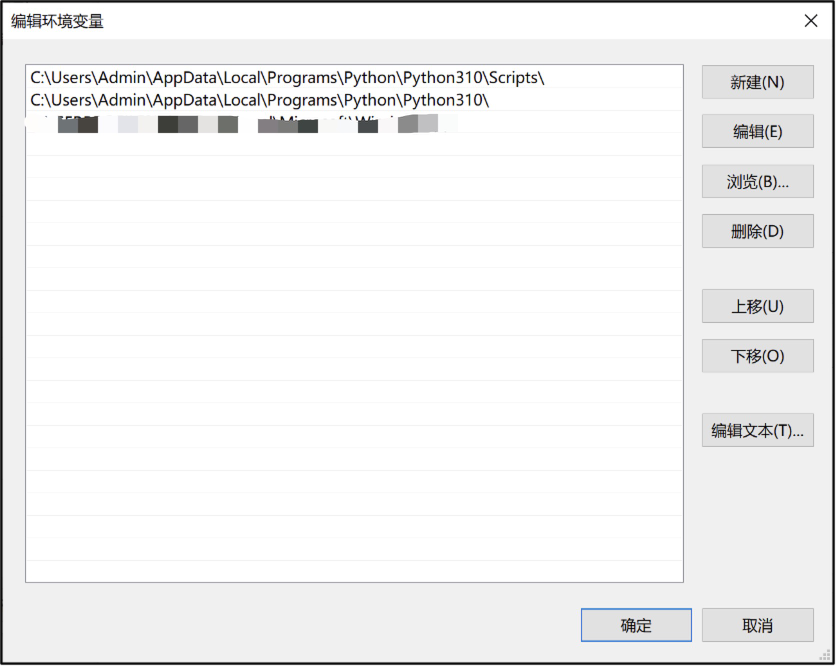 编辑环境变量
C:\Users\Admin\AppData\Local\Programs\Python\Python310\Scripts\
C:\Users\Admin\AppData\Local\Programs\Python\Python310\
新建(N)
编辑(E)
浏览(B)...
删除(D)
上移(U)
下移(O)
编辑文本(T)...
确定
取消